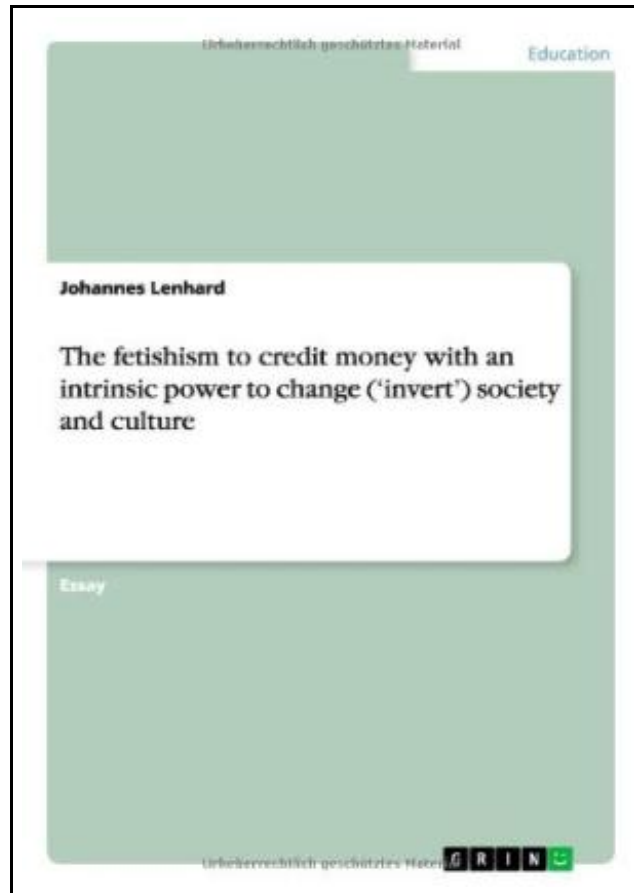 Urheberrechtlich geschütztes Material
Education
Johannes Lenhard
The fetishism to credit money with an
intrinsic power to change (‘invert’) society
and culture
Essay
Urheberrechtlich geschütztes Mater
GRIN